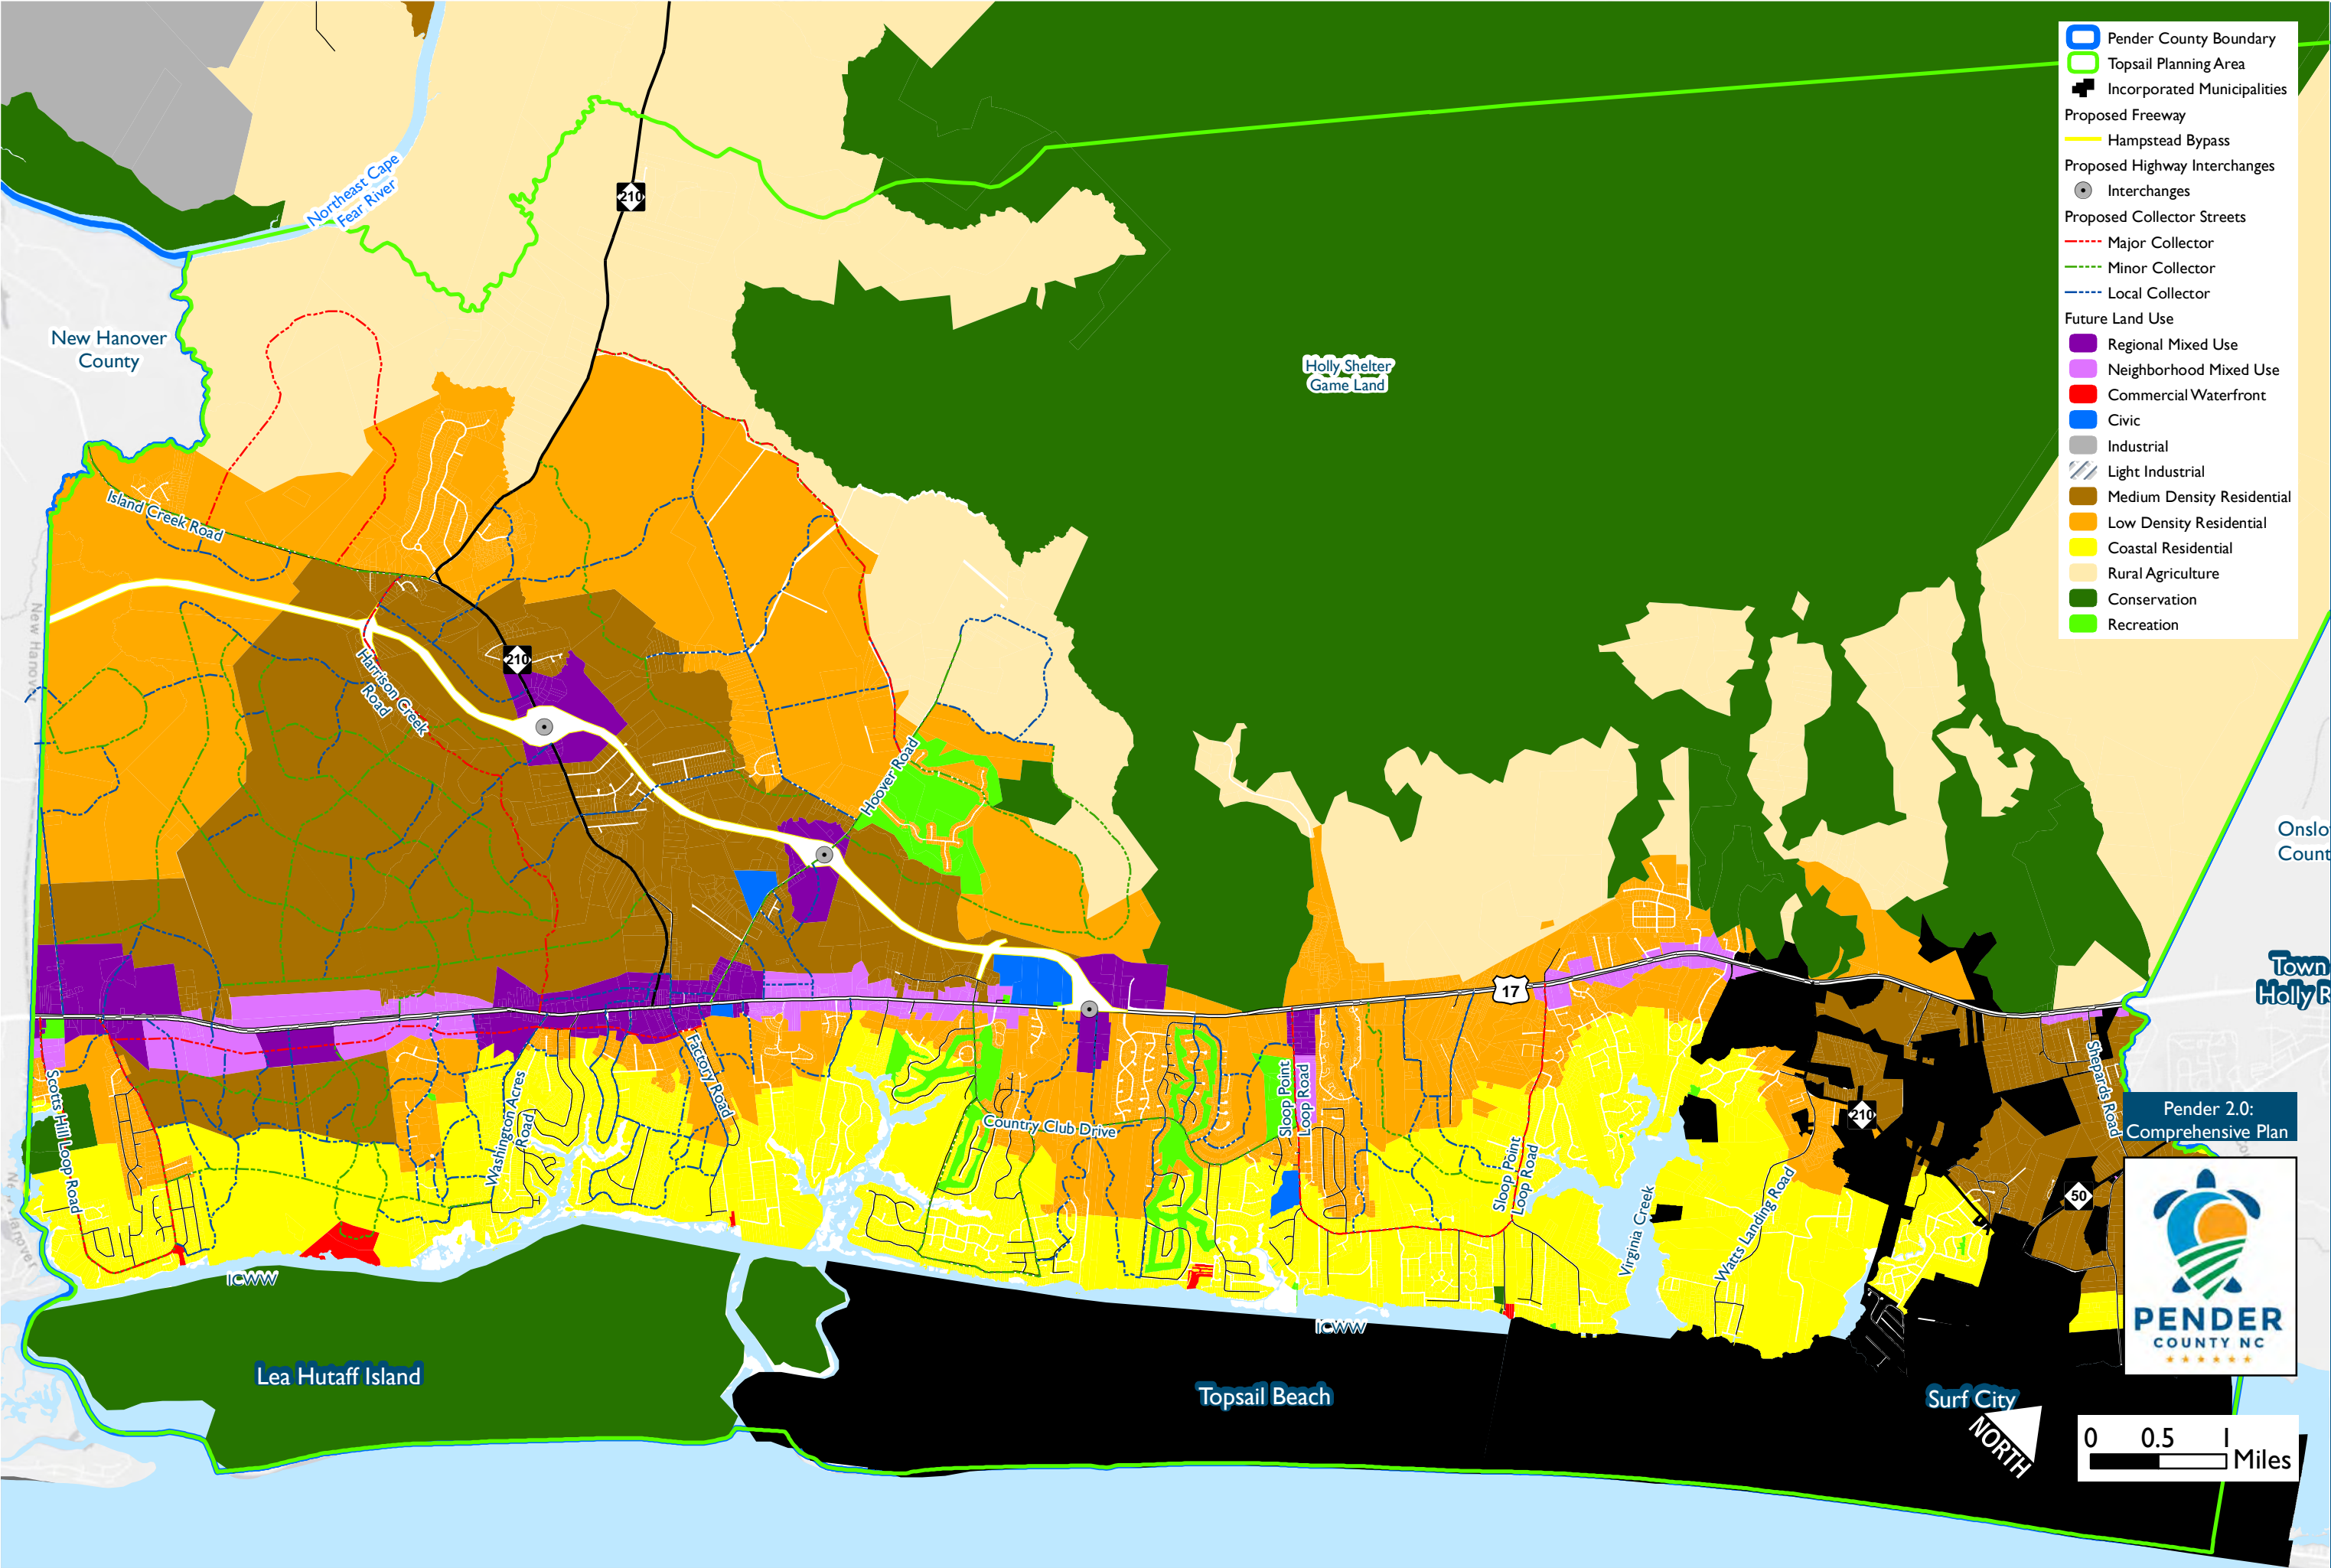 Pender County Boundary
Topsail Planning Area
Incorporated Municipalities
Proposed Freeway
Hampstead Bypass
Proposed Highway Interchanges
Interchanges
Proposed Collector Streets
Major Collector
Minor Collector
Local Collector
Future Land Use
Regional Mixed Use
Neighborhood Mixed Use
Commercial Waterfront
Civic
Industrial
Light Industrial
Medium Density Residential
Low Density Residential
Coastal Residential
Rural Agriculture
Conservation
Recreation
Northeast Cape
Fear River
210
New Hanover
County
Holly Shelter
Game Land
Island Creek Road
New Hanover
210
Harrison Creek
Road
Hoover Road
Onslo
Count
Town
Holly R
17
Scotts Hill Loop Road
Washington Acres
Road
Factory Road
Country Club Drive
Sloop Point
Loop Road
Sloop Point
Loop Road
Virginia Creek
Watts Landing Road
210
Shepards Road
50
ICWW
ICWW
Lea Hutaff Island
Topsail Beach
Surf City
NORTH
Pender 2.0:
Comprehensive Plan
PENDER
COUNTY NC
0 0.5 1
Miles